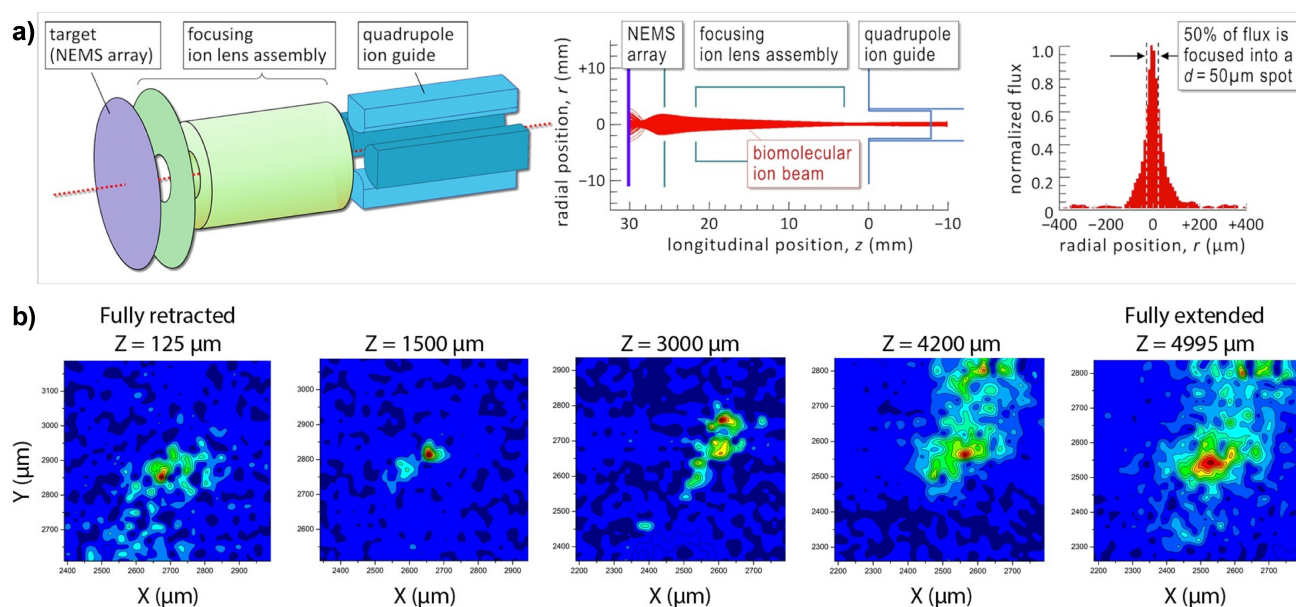 a)
target
(NEMS array)
focusing
ion lens assembly
quadrupole
ion guide
radial position, r (mm)
+10
0
−10
NEMS
array
focusing
ion lens assembly
quadrupole
ion guide
biomolecular
ion beam
30 20 10 0 -10
longitudinal position, z (mm)
normalized flux
1.0
0.8
0.6
0.4
0.2
0
−400 −200 0 +200 +400
radial position, r (μm)
50% of flux is
focused into a
d = 50μm spot
b)
Fully retracted
Z = 125 μm
Z = 1500 μm
Z = 3000 μm
Z = 4200 μm
Fully extended
Z = 4995 μm
Y (μm)
3100
3000
2900
2800
2700
2400 2500 2600 2700 2800 2900
X (μm)
3000
2900
2800
2700
2600
2400 2500 2600 2700 2800 2900
X (μm)
2900
2800
2700
2600
2500
2400
2300 2400 2500 2600 2700
X (μm)
2800
2700
2600
2500
2400
2300
2200 2300 2400 2500 2600 2700
X (μm)
2800
2700
2600
2500
2400
2300
2200 2300 2400 2500 2600 2700
X (μm)